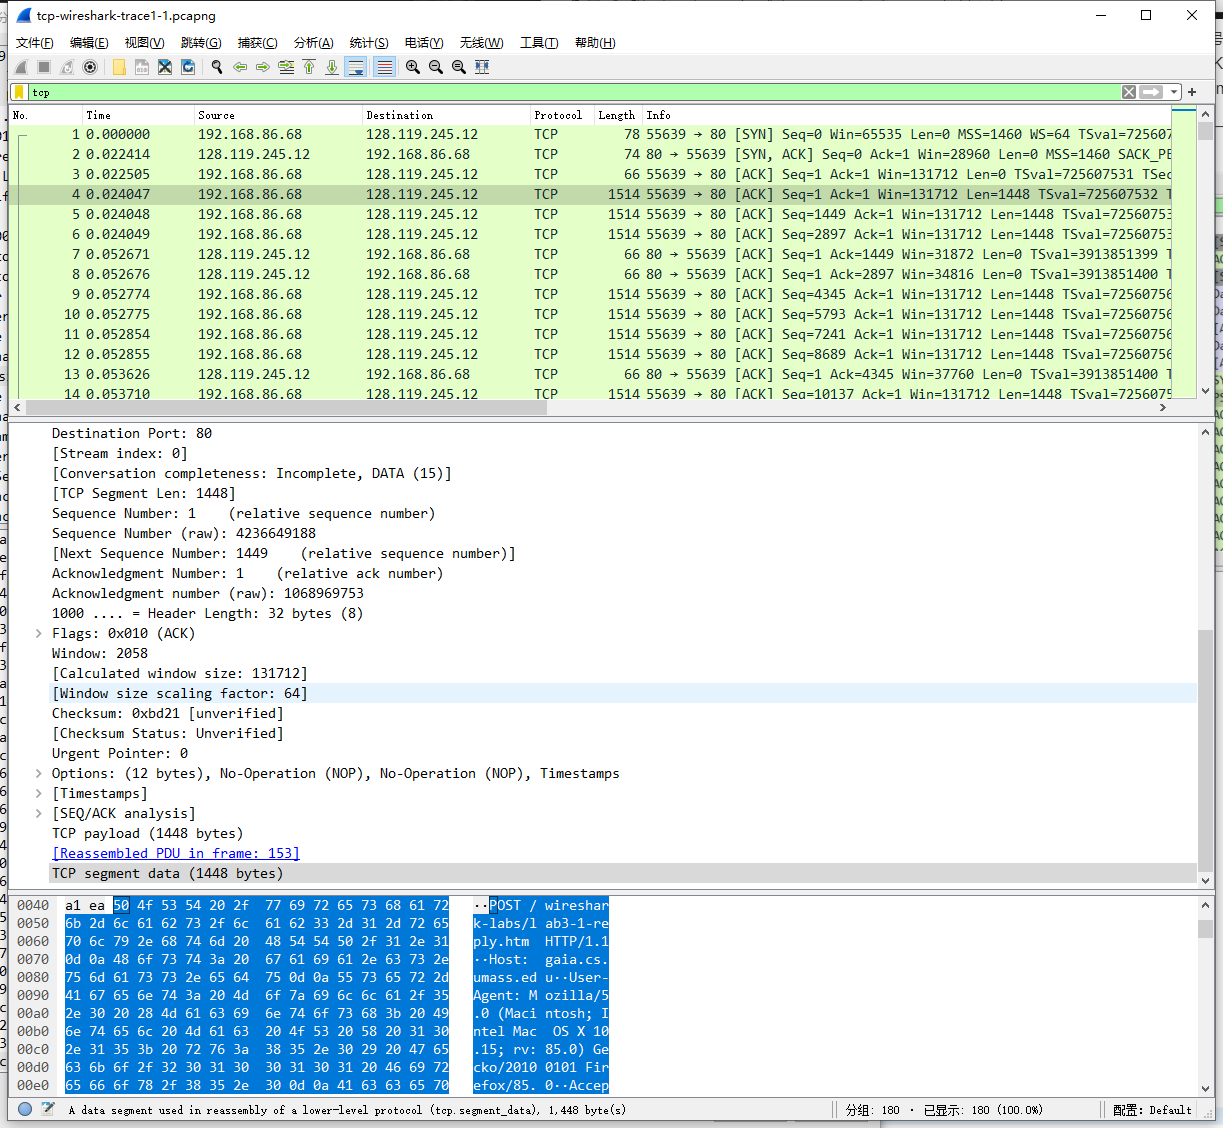 tcp-wireshark-trace1-1.pcapng
文件(F) 编辑(E) 视图(V) 跳转(G) 捕获(C) 分析(A) 统计(S) 电话(Y) 无线(W) 工具(T) 帮助(H)
tcp
No. Time Source Destination Protocol Length Info
1 0.000000 192.168.86.68 128.119.245.12 TCP 78 55639 → 80 [SYN] Seq=0 Win=65535 Len=0 MSS=1460 WS=64 TSval=725607
2 0.022414 128.119.245.12 192.168.86.68 TCP 74 80 → 55639 [SYN, ACK] Seq=0 Ack=1 Win=28960 Len=0 MSS=1460 SACK_PE
3 0.022505 192.168.86.68 128.119.245.12 TCP 66 55639 → 80 [ACK] Seq=1 Ack=1 Win=131712 Len=0 TSval=725607531 TSec
4 0.024047 192.168.86.68 128.119.245.12 TCP 1514 55639 → 80 [ACK] Seq=1 Ack=1 Win=131712 Len=1448 TSval=725607532 T
5 0.024048 192.168.86.68 128.119.245.12 TCP 1514 55639 → 80 [ACK] Seq=1449 Ack=1 Win=131712 Len=1448 TSval=72560753
6 0.024049 192.168.86.68 128.119.245.12 TCP 1514 55639 → 80 [ACK] Seq=2897 Ack=1 Win=131712 Len=1448 TSval=72560753
7 0.052671 128.119.245.12 192.168.86.68 TCP 66 80 → 55639 [ACK] Seq=1 Ack=1449 Win=31872 Len=0 TSval=3913851399 T
8 0.052676 128.119.245.12 192.168.86.68 TCP 66 80 → 55639 [ACK] Seq=1 Ack=2897 Win=34816 Len=0 TSval=3913851400 T
9 0.052774 192.168.86.68 128.119.245.12 TCP 1514 55639 → 80 [ACK] Seq=4345 Ack=1 Win=131712 Len=1448 TSval=72560756
10 0.052775 192.168.86.68 128.119.245.12 TCP 1514 55639 → 80 [ACK] Seq=5793 Ack=1 Win=131712 Len=1448 TSval=72560756
11 0.052854 192.168.86.68 128.119.245.12 TCP 1514 55639 → 80 [ACK] Seq=7241 Ack=1 Win=131712 Len=1448 TSval=72560756
12 0.052855 192.168.86.68 128.119.245.12 TCP 1514 55639 → 80 [ACK] Seq=8689 Ack=1 Win=131712 Len=1448 TSval=72560756
13 0.053626 128.119.245.12 192.168.86.68 TCP 66 80 → 55639 [ACK] Seq=1 Ack=4345 Win=37760 Len=0 TSval=3913851400 T
14 0.053710 192.168.86.68 128.119.245.12 TCP 1514 55639 → 80 [ACK] Seq=10137 Ack=1 Win=131712 Len=1448 TSval=7256075
Destination Port: 80
[Stream index: 0]
[Conversation completeness: Incomplete, DATA (15)]
[TCP Segment Len: 1448]
Sequence Number: 1 (relative sequence number)
Sequence Number (raw): 4236649188
[Next Sequence Number: 1449 (relative sequence number)]
Acknowledgment Number: 1 (relative ack number)
Acknowledgment number (raw): 1068969753
1000 .... = Header Length: 32 bytes (8)
Flags: 0x010 (ACK)
Window: 2058
[Calculated window size: 131712]
[Window size scaling factor: 64]
Checksum: 0xbd21 [unverified]
[Checksum Status: Unverified]
Urgent Pointer: 0
Options: (12 bytes), No-Operation (NOP), No-Operation (NOP), Timestamps
[Timestamps]
[SEQ/ACK analysis]
TCP payload (1448 bytes)
[Reassembled PDU in frame: 153]
TCP segment data (1448 bytes)
0040 a1 ea 50 4f 53 54 20 2f 77 69 72 65 73 68 61 72 ··POST / wireshar
0050 6b 2d 6c 61 62 73 2f 6c 61 62 33 2d 31 2d 72 65 k-labs/l ab3-1-re
0060 70 6c 79 2e 68 74 6d 20 48 54 54 50 2f 31 2e 31 ply.htm HTTP/1.1
0070 0d 0a 48 6f 73 74 3a 20 67 61 69 61 2e 63 73 2e ··Host: gaia.cs.
0080 75 6d 61 73 73 2e 65 64 75 0d 0a 55 73 65 72 2d umass.ed u··User-
0090 41 67 65 6e 74 3a 20 4d 6f 7a 69 6c 6c 61 2f 35 Agent: M ozilla/5
00a0 2e 30 20 28 4d 61 63 69 6e 74 6f 73 68 3b 20 49 .0 (Maci ntosh; I
00b0 6e 74 65 6c 20 4d 61 63 20 4f 53 20 58 20 31 30 ntel Mac OS X 10
00c0 2e 31 35 3b 20 72 76 3a 38 35 2e 30 29 20 47 65 .15; rv: 85.0) Ge
00d0 63 6b 6f 2f 32 30 31 30 30 31 30 31 20 46 69 72 cko/2010 0101 Fir
00e0 65 66 6f 78 2f 38 35 2e 30 0d 0a 41 63 63 65 70 efox/85. 0··Accep
A data segment used in reassembly of a lower-level protocol (tcp.segment_data), 1,448 byte(s) 分组: 180 · 已显示: 180 (100.0%) 配置: Default